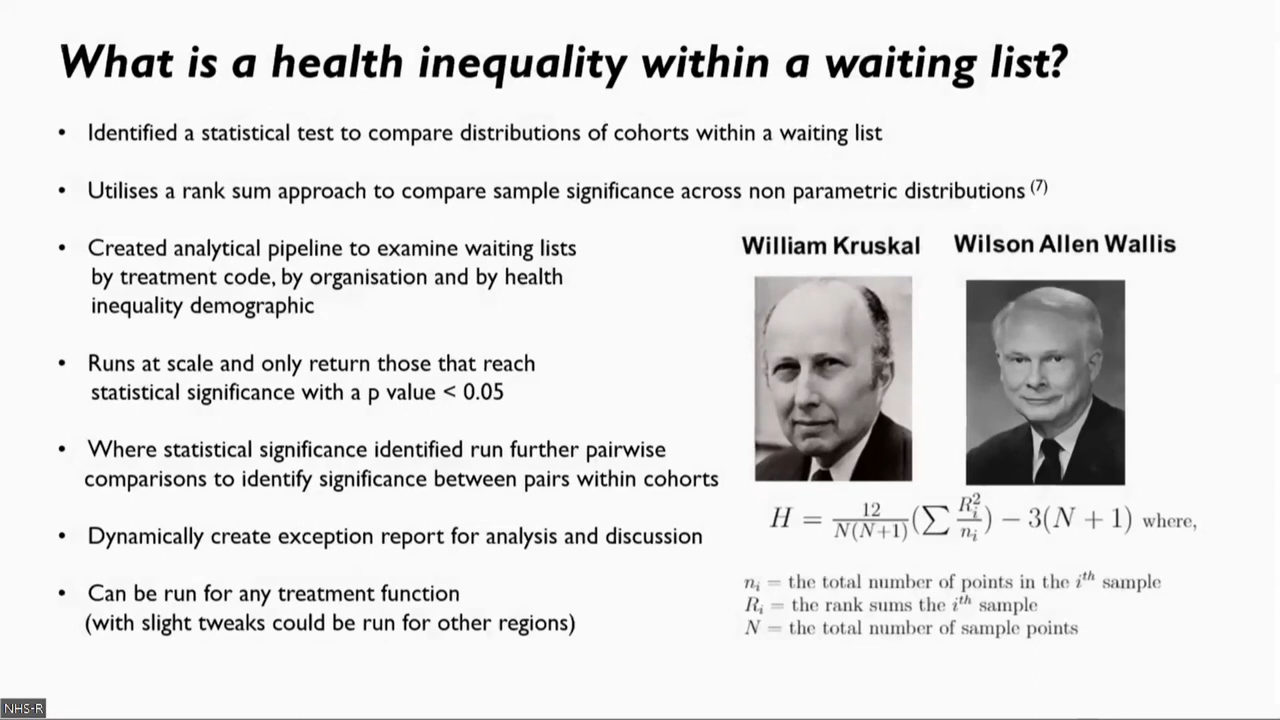 What is a health inequality within a waiting list?
• Identified a statistical test to compare distributions of cohorts within a waiting list
• Utilises a rank sum approach to compare sample significance across non parametric distributions (7)
• Created analytical pipeline to examine waiting lists
by treatment code, by organisation and by health
inequality demographic
• Runs at scale and only return those that reach
statistical significance with a p value < 0.05
• Where statistical significance identified run further pairwise
comparisons to identify significance between pairs within cohorts
• Dynamically create exception report for analysis and discussion
• Can be run for any treatment function
(with slight tweaks could be run for other regions)
William Kruskal
Wilson Allen Wallis
H = 12/N(N+1) (∑ R_i^2/n_i) − 3(N + 1) where,
n_i = the total number of points in the i^th sample
R_i = the rank sums the i^th sample
N = the total number of sample points
NHS-R